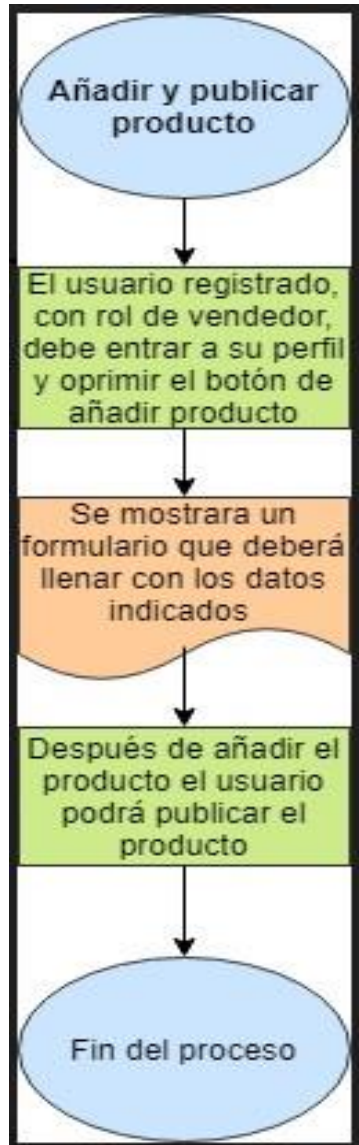 Añadir y publicar
producto
El usuario registrado,
con rol de vendedor,
debe entrar a su perfil
y oprimir el botón de
añadir producto
Se mostrara un
formulario que deberá
llenar con los datos
indicados
Después de añadir el
producto el usuario
podrá publicar el
producto
Fin del proceso